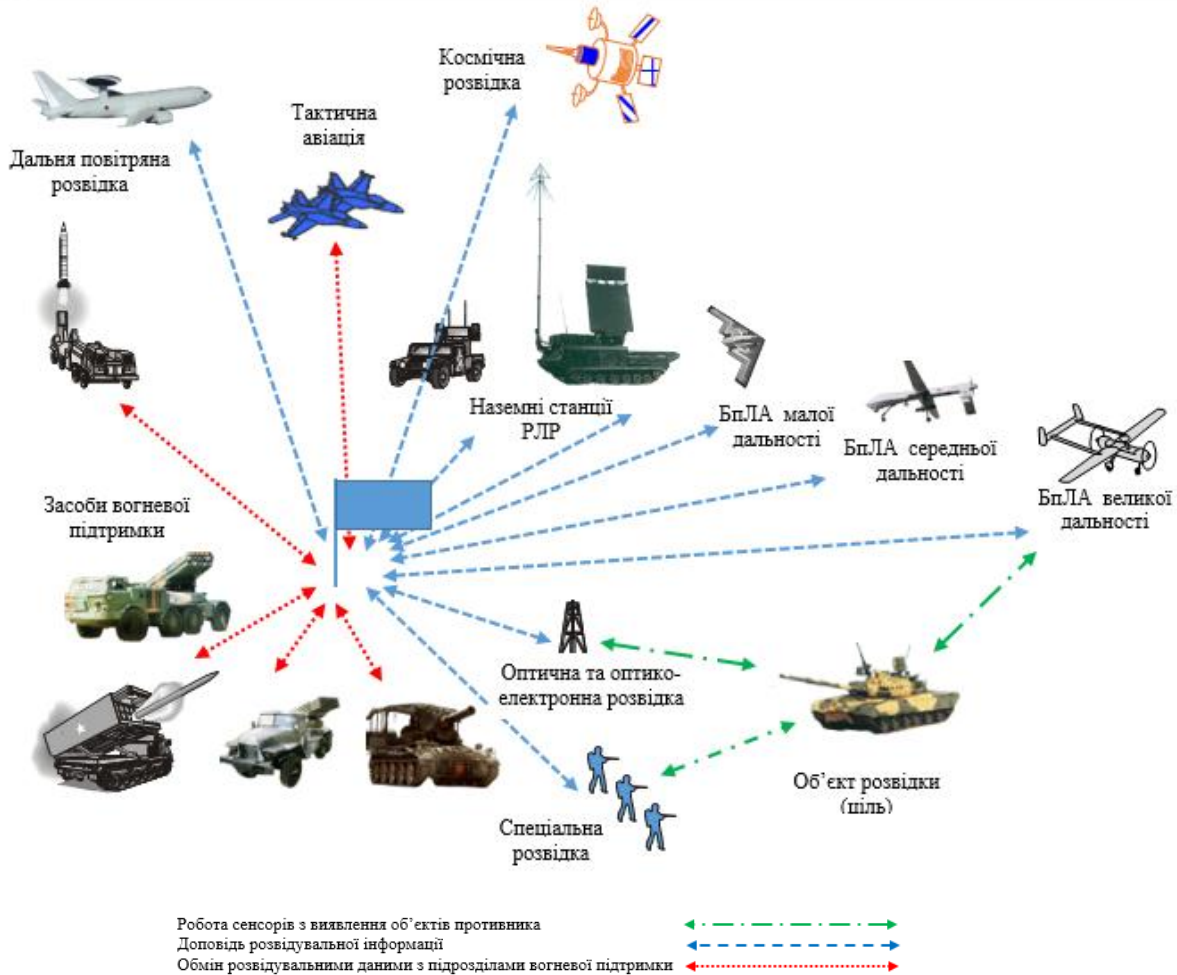 Космічна
розвідка
Тактична
авіація
Дальня повітряна
розвідка
Наземні станції
РЛР
БпЛА малої
дальності
БпЛА середньої
дальності
БпЛА великої
дальності
Засоби вогневої
підтримки
Оптична та оптико-
електронна розвідка
Об’єкт розвідки
(ціль)
Спеціальна
розвідка
Робота сенсорів з виявлення об’єктів противника
Доповідь розвідувальної інформації
Обмін розвідувальними даними з підрозділами вогневої підтримки